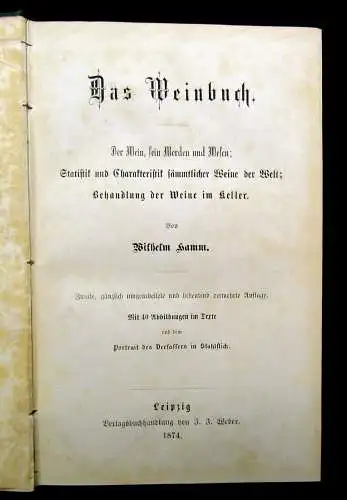 Das Weinbuch.
Der Wein, sein Werden und Wesen;
Statistik und Charakteristik sämmtlicher Weine der Welt;
Behandlung der Weine im Keller.
Von
Wilhelm Hamm.
Zweite, gänzlich umgearbeitete und bedeutend vermehrte Auflage.
Mit 40 Abbildungen im Texte
und dem
Portrait des Verfassers in Stahlstich.
Leipzig
Verlagsbuchhandlung von J. J. Weber.
1874.